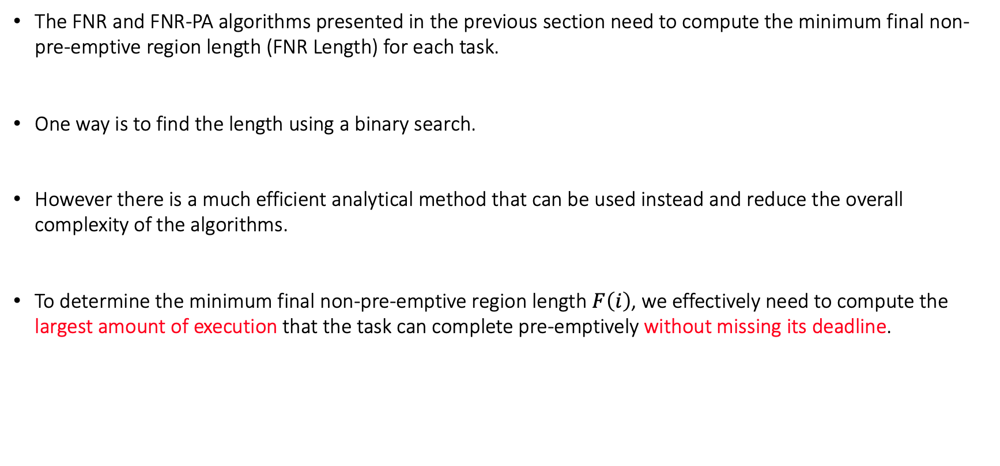 • The FNR and FNR-PA algorithms presented in the previous section need to compute the minimum final non-
pre-emptive region length (FNR Length) for each task.
• One way is to find the length using a binary search.
• However there is a much efficient analytical method that can be used instead and reduce the overall
complexity of the algorithms.
• To determine the minimum final non-pre-emptive region length F(i), we effectively need to compute the
largest amount of execution that the task can complete pre-emptively without missing its deadline.